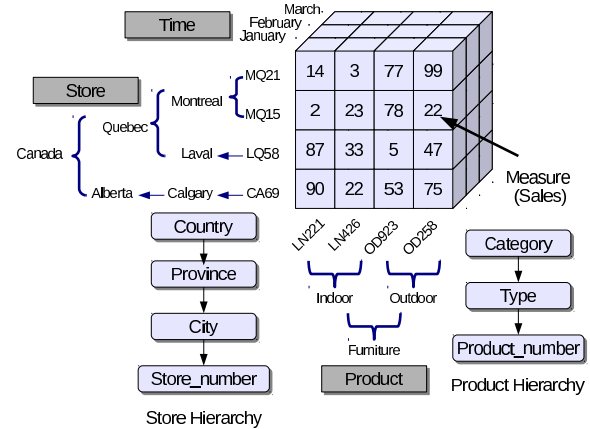 March
February
January
Time
14 3 77 99
2 23 78 22
87 33 5 47
90 22 53 75
MQ21
MQ15
LQ58
CA69
Store
Montreal
Quebec
Laval
Canada
Alberta
Calgary
Measure
(Sales)
LN221
LN426
OD923
OD258
Indoor
Outdoor
Furniture
Product
Country
Province
City
Store_number
Store Hierarchy
Category
Type
Product_number
Product Hierarchy